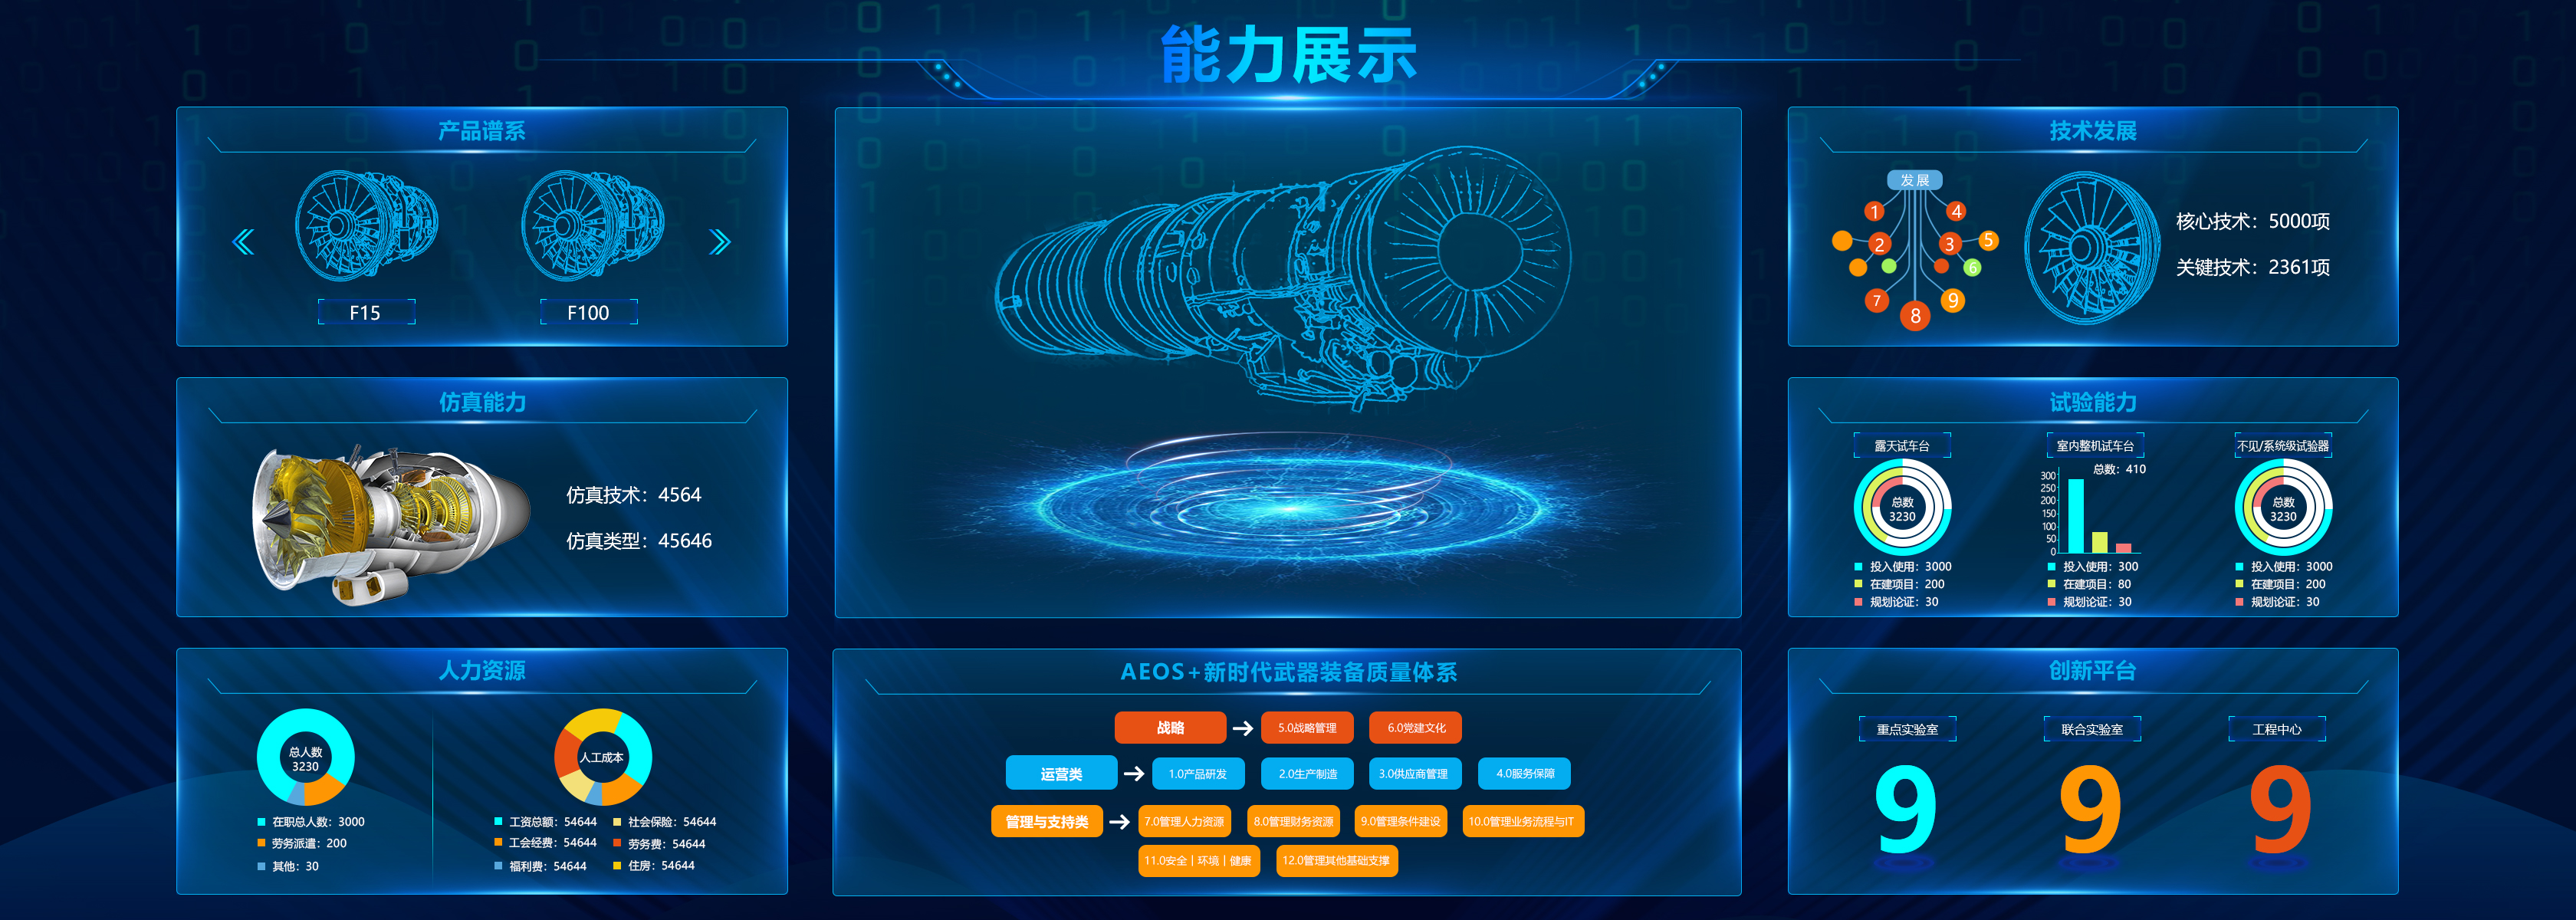 能力展示
产品谱系
F15
F100
仿真能力
仿真技术：4564
仿真类型：45646
人力资源
总人数
3230
在职总人数：3000
劳务派遣：200
其他：30
人工成本
工资总额：54644
社会保险：54644
工会经费：54644
劳务费：54644
福利费：54644
住房：54644
AEOS+新时代武器装备质量体系
战略
5.0战略管理
6.0党建文化
运营类
1.0产品研发
2.0生产制造
3.0供应商管理
4.0服务保障
管理与支持类
7.0管理人力资源
8.0管理财务资源
9.0管理条件建设
10.0管理业务流程与IT
11.0安全 | 环境 | 健康
12.0管理其他基础支撑
技术发展
发展
1
4
2
3
5
6
7
8
9
核心技术：5000项
关键技术：2361项
试验能力
露天试车台
总数
3230
投入使用：3000
在建项目：200
规划论证：30
室内整机试车台
总数：410
300
250
200
150
100
50
0
投入使用：300
在建项目：80
规划论证：30
不见/系统级试验器
总数
3230
投入使用：3000
在建项目：200
规划论证：30
创新平台
重点实验室
联合实验室
工程中心
9
9
9